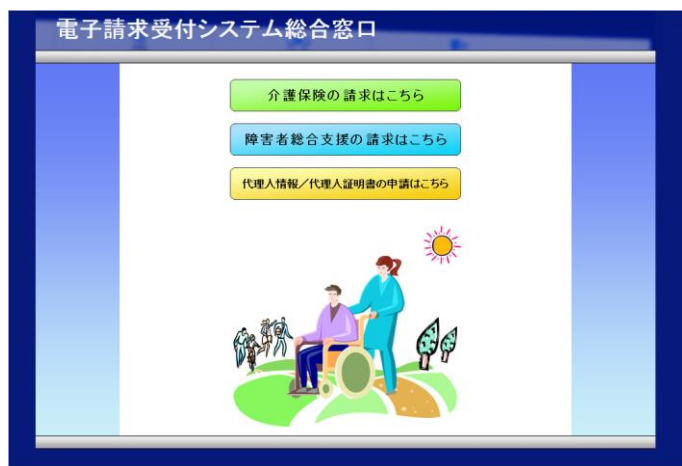 電子請求受付システム総合窓口
介護保険の請求はこちら
障害者総合支援の請求はこちら
代理人情報／代理人証明書の申請はこちら